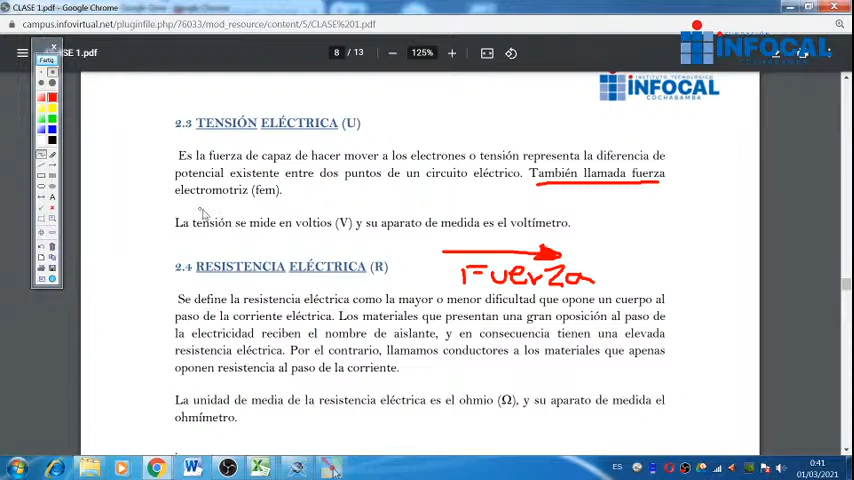 CLASE 1.pdf - Google Chrome
campus.infovirtual.net/pluginfile.php/76033/mod_resource/content/5/CLASE%201.pdf
CLASE 1.pdf
8 / 13
125%
INFOCAL
INSTITUTO TECNOLÓGICO
INFOCAL
COCHABAMBA
2.3 TENSIÓN ELÉCTRICA (U)
Es la fuerza de capaz de hacer mover a los electrones o tensión representa la diferencia de
potencial existente entre dos puntos de un circuito eléctrico. También llamada fuerza
electromotriz (fem).
La tensión se mide en voltios (V) y su aparato de medida es el voltímetro.
2.4 RESISTENCIA ELÉCTRICA (R)
Fuerza
Se define la resistencia eléctrica como la mayor o menor dificultad que opone un cuerpo al
paso de la corriente eléctrica. Los materiales que presentan una gran oposición al paso de
la electricidad reciben el nombre de aislante, y en consecuencia tienen una elevada
resistencia eléctrica. Por el contrario, llamamos conductores a los materiales que apenas
oponen resistencia al paso de la corriente.
La unidad de media de la resistencia eléctrica es el ohmio (Ω), y su aparato de medida el
ohmímetro.
ES
0:41
01/03/2021